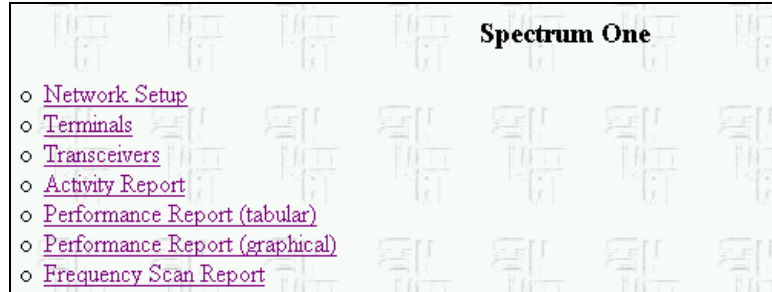 Spectrum One
Network Setup
Terminals
Transceivers
Activity Report
Performance Report (tabular)
Performance Report (graphical)
Frequency Scan Report